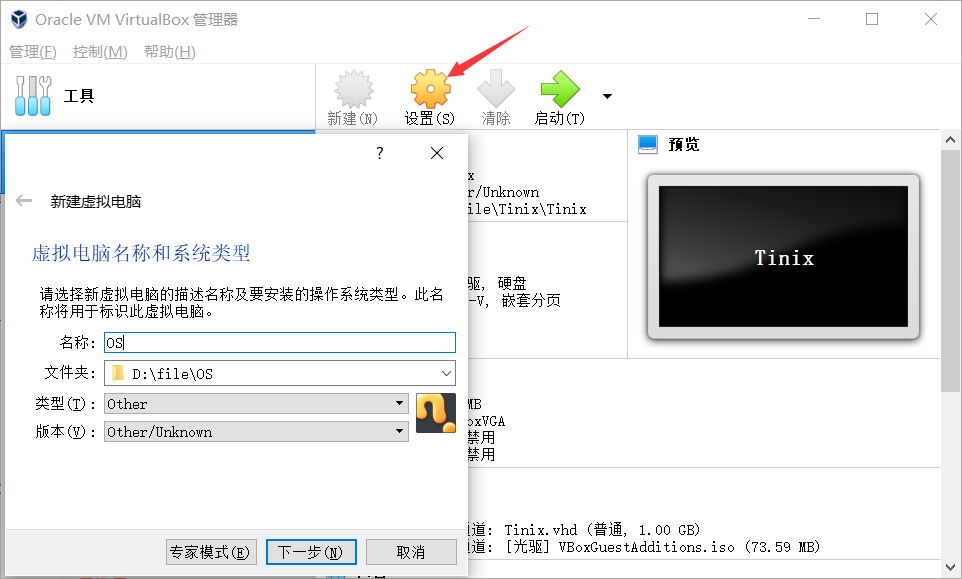 Oracle VM VirtualBox 管理器
管理(F) 控制(M) 帮助(H)
工具
新建(N) 设置(S) 清除 启动(T)
? 
新建虚拟电脑
虚拟电脑名称和系统类型
请选择新虚拟电脑的描述名称及要安装的操作系统类型。此名
称将用于标识此虚拟电脑。
名称: OS
文件夹: D:\file\OS
类型(T): Other
版本(V): Other/Unknown
专家模式(E) 下一步(N) 取消
x
r/Unknown
ile\Tinix\Tinix
驱, 硬盘
-V, 嵌套分页
预览
Tinix
MB
oxVGA
禁用
禁用
道: Tinix.vhd (普通, 1.00 GB)
道: [光驱] VBoxGuestAdditions.iso (73.59 MB)